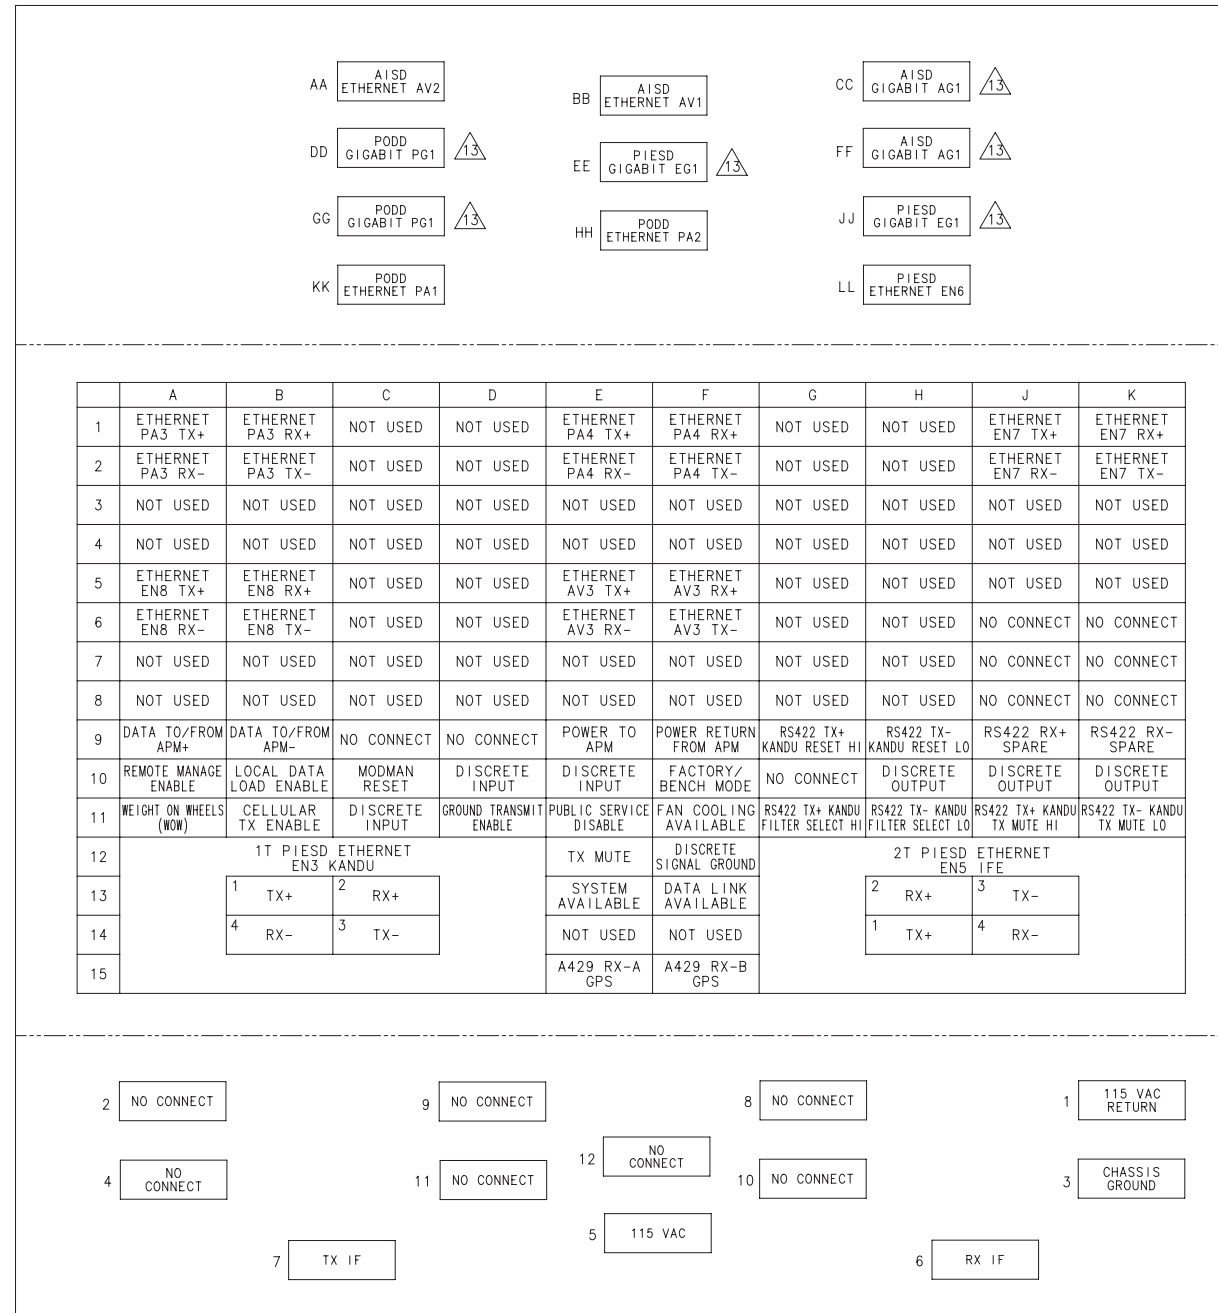 AA AISD
ETHERNET AV2
BB AISD
ETHERNET AV1
CC AISD
GIGABIT AG1 13
DD PODD
GIGABIT PG1 13
EE PIESD
GIGABIT EG1 13
FF AISD
GIGABIT AG1 13
GG PODD
GIGABIT PG1 13
HH PODD
ETHERNET PA2
JJ PIESD
GIGABIT EG1 13
KK PODD
ETHERNET PA1
LL PIESD
ETHERNET EN6
A B C D E F G H J K
1 ETHERNET PA3 TX+ ETHERNET PA3 RX+ NOT USED NOT USED ETHERNET PA4 TX+ ETHERNET PA4 RX+ NOT USED NOT USED ETHERNET EN7 TX+ ETHERNET EN7 RX+
2 ETHERNET PA3 RX- ETHERNET PA3 TX- NOT USED NOT USED ETHERNET PA4 RX- ETHERNET PA4 TX- NOT USED NOT USED ETHERNET EN7 RX- ETHERNET EN7 TX-
3 NOT USED NOT USED NOT USED NOT USED NOT USED NOT USED NOT USED NOT USED NOT USED NOT USED
4 NOT USED NOT USED NOT USED NOT USED NOT USED NOT USED NOT USED NOT USED NOT USED NOT USED
5 ETHERNET EN8 TX+ ETHERNET EN8 RX+ NOT USED NOT USED ETHERNET AV3 TX+ ETHERNET AV3 RX+ NOT USED NOT USED NOT USED NOT USED
6 ETHERNET EN8 RX- ETHERNET EN8 TX- NOT USED NOT USED ETHERNET AV3 RX- ETHERNET AV3 TX- NOT USED NOT USED NO CONNECT NO CONNECT
7 NOT USED NOT USED NOT USED NOT USED NOT USED NOT USED NOT USED NOT USED NO CONNECT NO CONNECT
8 NOT USED NOT USED NOT USED NOT USED NOT USED NOT USED NOT USED NOT USED NO CONNECT NO CONNECT
9 DATA TO/FROM APM+ DATA TO/FROM APM- NO CONNECT NO CONNECT POWER TO APM POWER RETURN FROM APM RS422 TX+ KANDU RESET HI RS422 TX- KANDU RESET LO RS422 RX+ SPARE RS422 RX- SPARE
10 REMOTE MANAGE ENABLE LOCAL DATA LOAD ENABLE MODMAN RESET DISCRETE INPUT DISCRETE INPUT FACTORY/ BENCH MODE NO CONNECT DISCRETE OUTPUT DISCRETE OUTPUT DISCRETE OUTPUT
11 WEIGHT ON WHEELS (WOW) CELLULAR TX ENABLE DISCRETE INPUT GROUND TRANSMIT ENABLE PUBLIC SERVICE DISABLE FAN COOLING AVAILABLE RS422 TX+ KANDU FILTER SELECT HI RS422 TX- KANDU FILTER SELECT LO RS422 TX+ KANDU TX MUTE HI RS422 TX- KANDU TX MUTE LO
12 1T PIESD ETHERNET EN3 KANDU TX MUTE DISCRETE SIGNAL GROUND 2T PIESD ETHERNET EN5 IFE
13 1 TX+ 2 RX+ SYSTEM AVAILABLE DATA LINK AVAILABLE 2 RX+ 3 TX-
14 4 RX- 3 TX- NOT USED NOT USED 1 TX+ 4 RX-
15 A429 RX-A GPS A429 RX-B GPS
2 NO CONNECT
9 NO CONNECT
8 NO CONNECT
1 115 VAC
RETURN
12 NO
CONNECT
4 NO
CONNECT
11 NO CONNECT
10 NO CONNECT
3 CHASSIS
GROUND
5 115 VAC
7 TX IF
6 RX IF